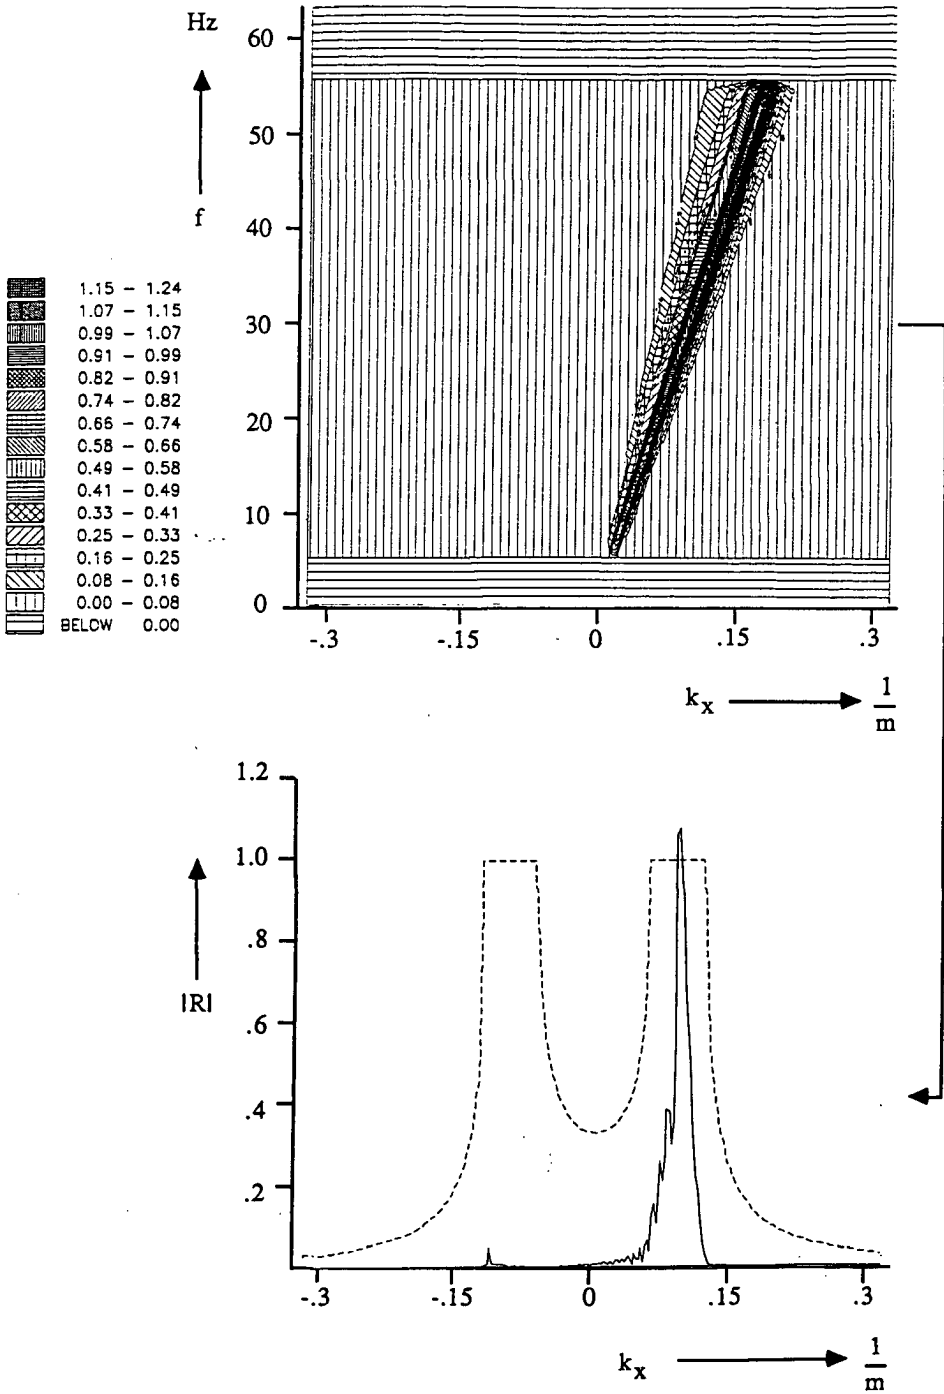 Hz
60
50
f
40
30
20
10
0
1.15 – 1.24
1.07 – 1.15
0.99 – 1.07
0.91 – 0.99
0.82 – 0.91
0.74 – 0.82
0.66 – 0.74
0.58 – 0.66
0.49 – 0.58
0.41 – 0.49
0.33 – 0.41
0.25 – 0.33
0.16 – 0.25
0.08 – 0.16
0.00 – 0.08
BELOW 0.00
-.3 -.15 0 .15 .3
kx 1/m
1.2
1.0
.8
|R|
.6
.4
.2
-.3 -.15 0 .15 .3
kx 1/m